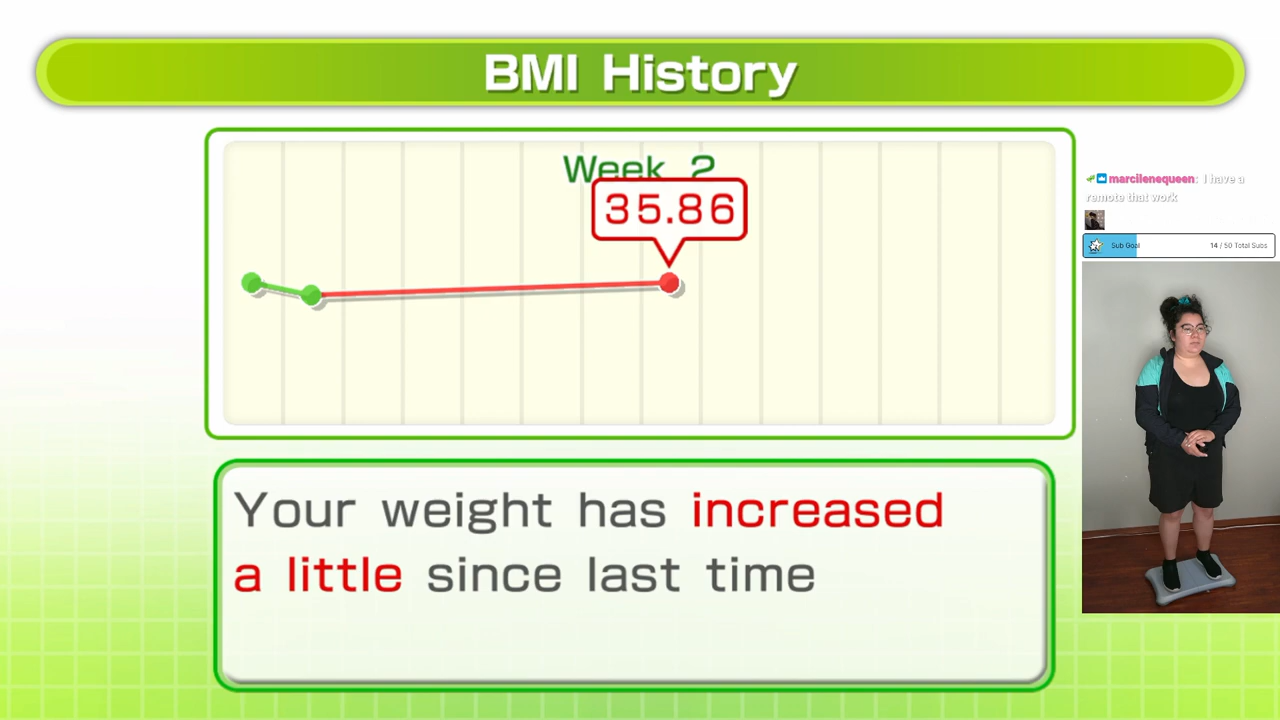 BMI History
Week 2
35.86
Your weight has increased
a little since last time
marcilenequeen: I have a
remote that work
Sub Goal 14 / 50 Total Subs